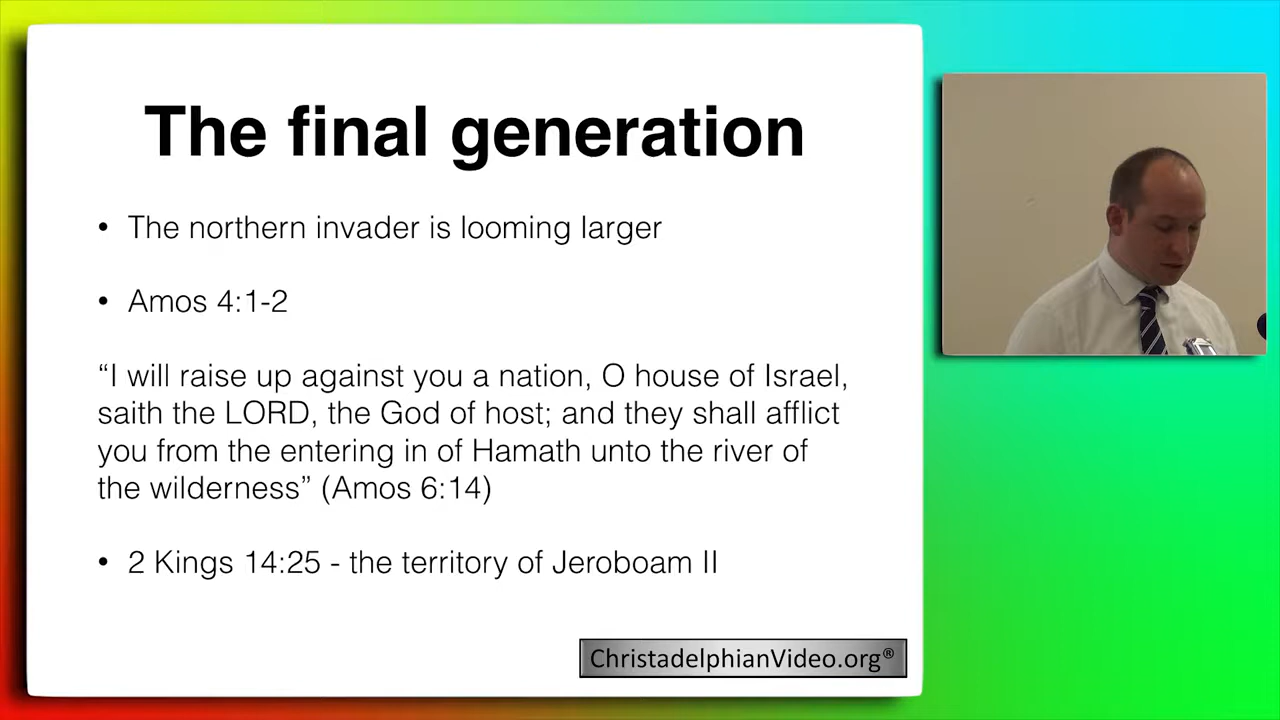 The final generation
• The northern invader is looming larger
• Amos 4:1-2
“I will raise up against you a nation, O house of Israel,
saith the LORD, the God of host; and they shall afflict
you from the entering in of Hamath unto the river of
the wilderness” (Amos 6:14)
• 2 Kings 14:25 - the territory of Jeroboam II
ChristadelphianVideo.org®